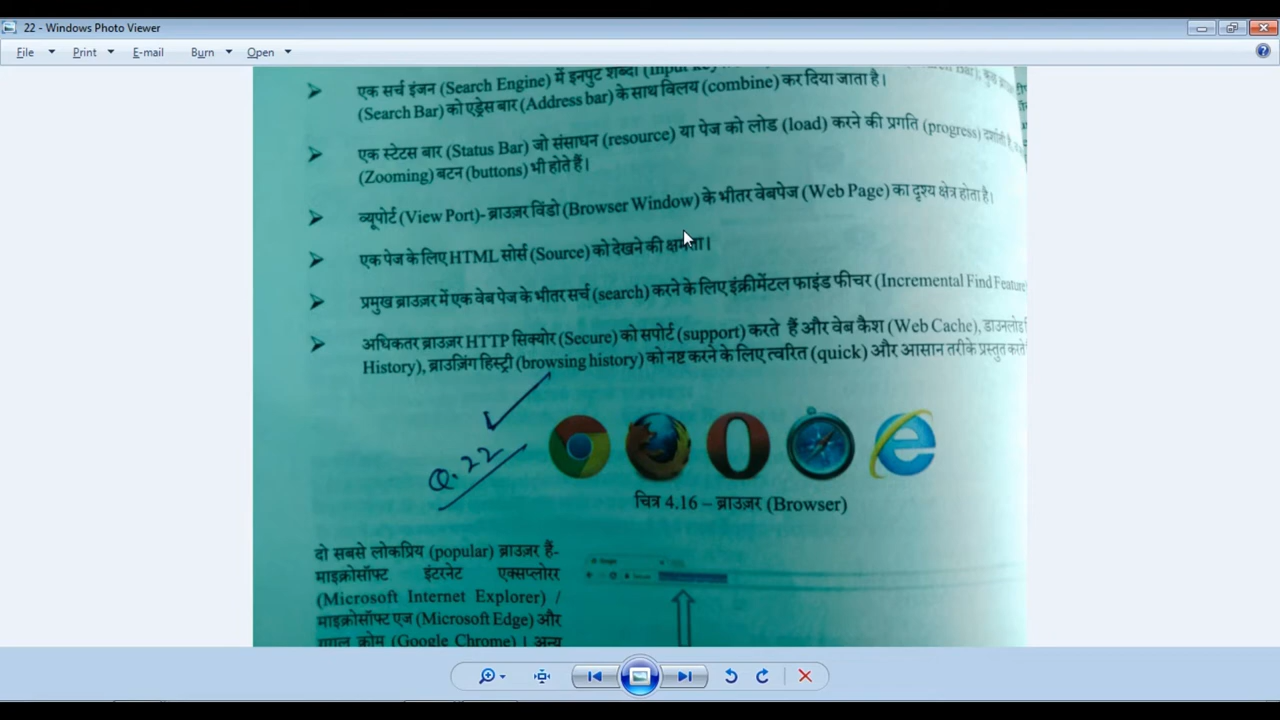 22 - Windows Photo Viewer
File Print E-mail Burn Open
एक सर्च इंजन (Search Engine) में इनपुट शब्दों (Input
(Search Bar) को एड्रेस बार (Address bar) के साथ विलय (combine) कर दिया जाता है।
एक स्टेटस बार (Status Bar) जो संसाधन (resource) या पेज को लोड (load) करने की प्रगति (progress)
(Zooming) बटन (buttons) भी होते हैं।
व्यूपोर्ट (View Port)- ब्राउज़र विंडो (Browser Window) के भीतर वेबपेज (Web Page) का दृश्य क्षेत्र होता है।
एक पेज के लिए HTML सोर्स (Source) को देखने की क्षमता।
प्रमुख ब्राउज़र में एक वेब पेज के भीतर सर्च (search) करने के लिए इंक्रीमेंटल फाइंड फीचर (Incremental Find Feature
अधिकतर ब्राउज़र HTTP सिक्योर (Secure) को सपोर्ट (support) करते हैं और वेब कैश (Web Cache), डाउनलोड
History), ब्राउज़िंग हिस्ट्री (browsing history) को नष्ट करने के लिए त्वरित (quick) और आसान तरीके प्रस्तुत करते
Q. 22
चित्र 4.16 – ब्राउज़र (Browser)
दो सबसे लोकप्रिय (popular) ब्राउज़र हैं-
माइक्रोसॉफ्ट इंटरनेट एक्सप्लोरर
(Microsoft Internet Explorer) /
माइक्रोसॉफ्ट एज (Microsoft Edge) और
गूगल क्रोम (Google Chrome) । अन्य